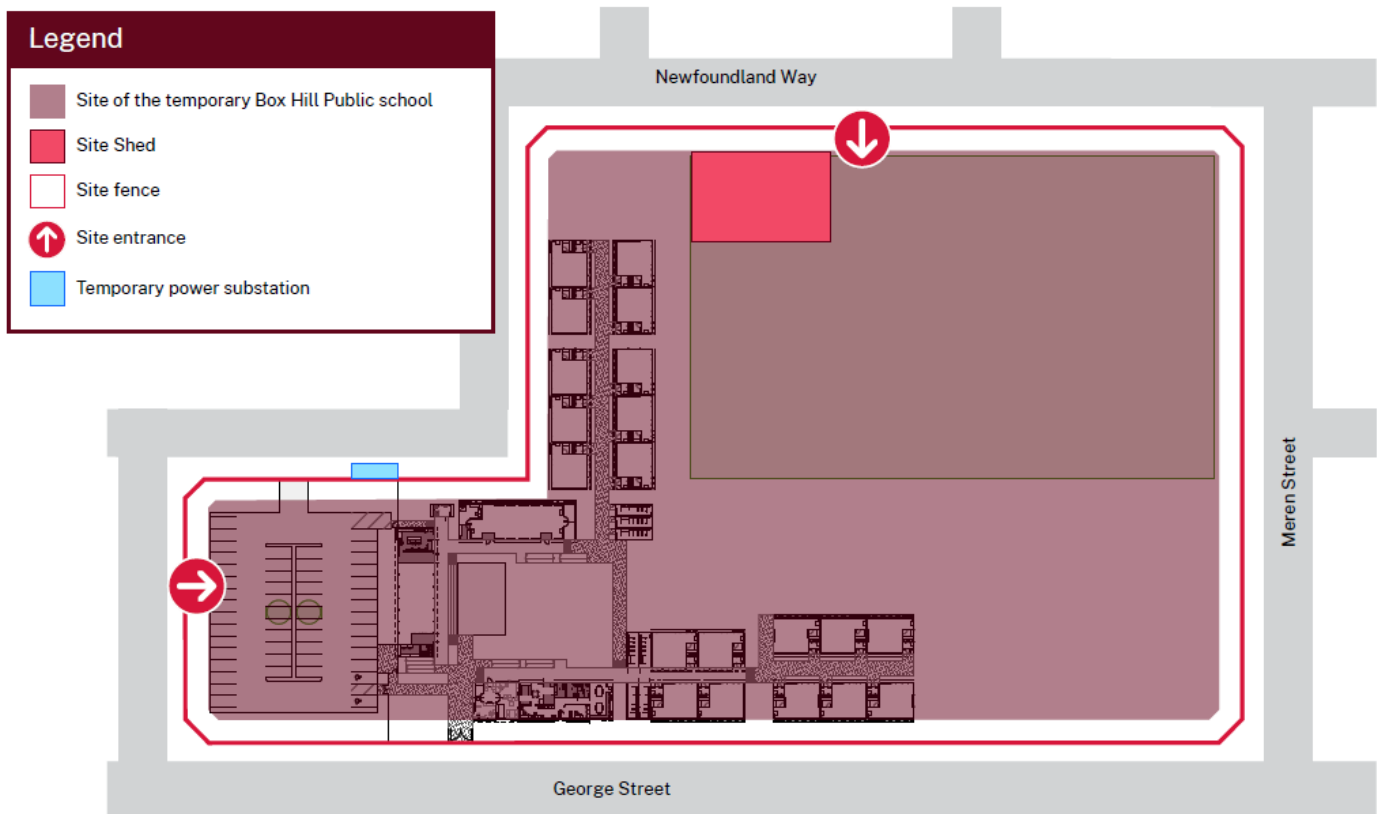 Legend
Site of the temporary Box Hill Public school
Site Shed
Site fence
Site entrance
Temporary power substation
Newfoundland Way
Meren Street
George Street